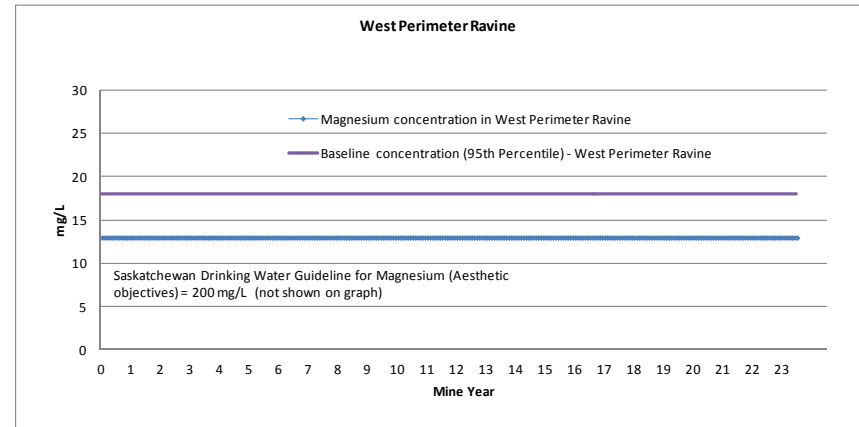 West Perimeter Ravine
30
25
20
15
10
5
0
mg/L
Magnesium concentration in West Perimeter Ravine
Baseline concentration (95th Percentile) - West Perimeter Ravine
Saskatchewan Drinking Water Guideline for Magnesium (Aesthetic
objectives) = 200 mg/L (not shown on graph)
0 1 2 3 4 5 6 7 8 9 10 11 12 13 14 15 16 17 18 19 20 21 22 23
Mine Year